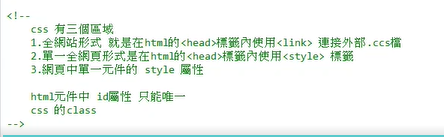 <!--
css 有三個區域
1.全網站形式 就是在html的<head>標籤內使用<link> 連接外部.ccs檔
2.單一全網頁形式是在html的<head>標籤內使用<style> 標籤
3.網頁中單一元件的 style 屬性
html元件中 id屬性 只能唯一
css 的class
-->